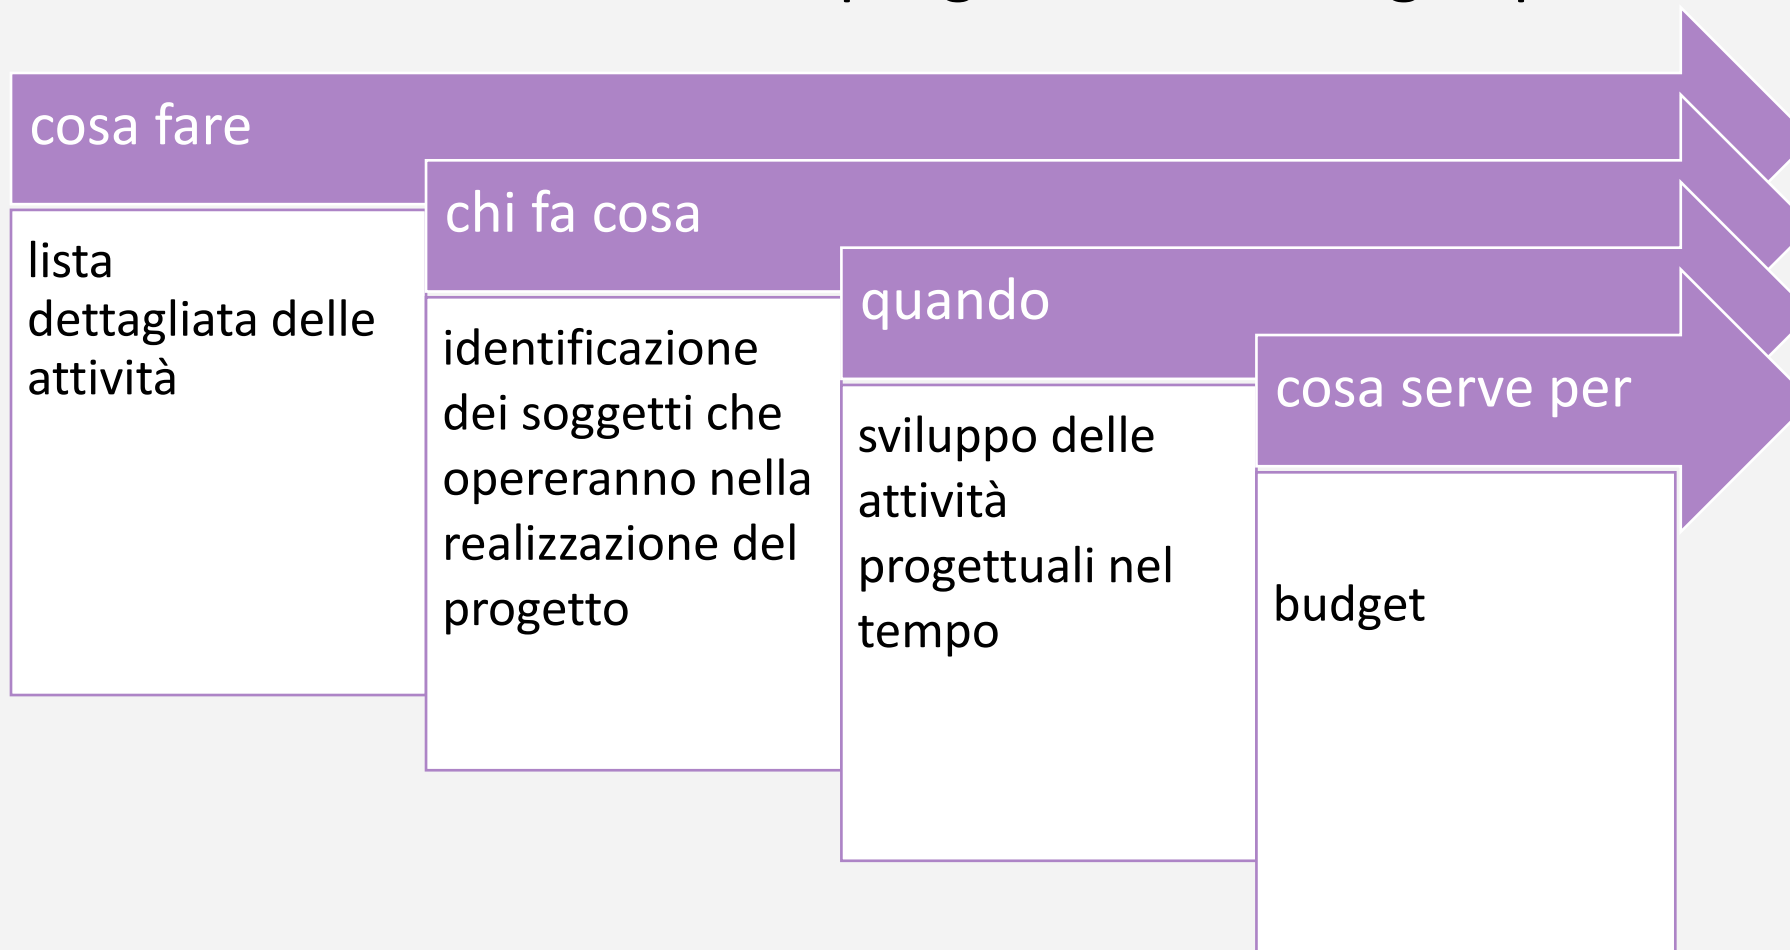 cosa fare
lista
dettagliata delle
attività
chi fa cosa
identificazione
dei soggetti che
opereranno nella
realizzazione del
progetto
quando
sviluppo delle
attività
progettuali nel
tempo
cosa serve per
budget